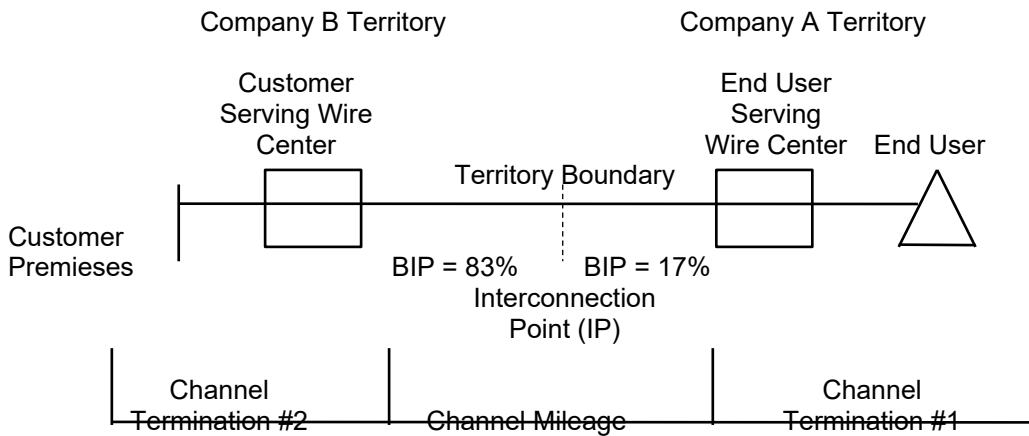 Company B Territory
Company A Territory
Customer
Serving Wire
Center
End User
Serving
Wire Center
End User
Territory Boundary
Customer
Premieses
BIP = 83%
BIP = 17%
Interconnection
Point (IP)
Channel
Termination #2
Channel Mileage
Channel
Termination #1